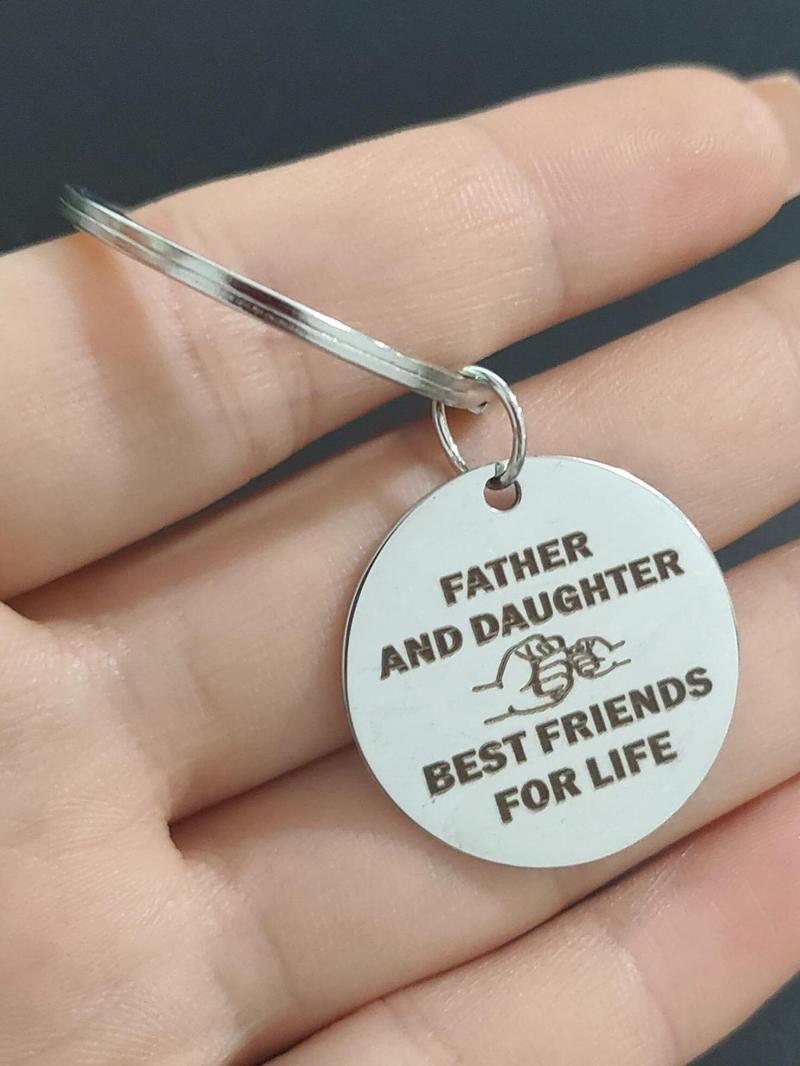 FATHER
AND DAUGHTER
BEST FRIENDS
FOR LIFE